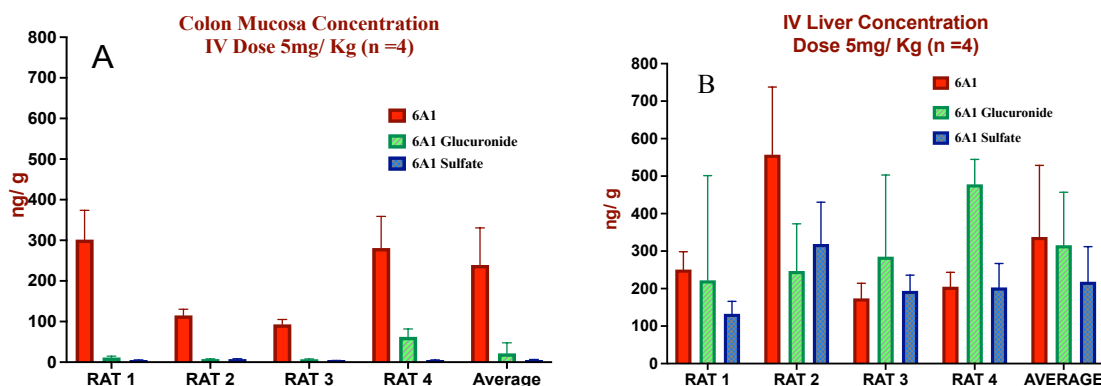 Colon Mucosa Concentration
IV Dose 5mg/ Kg (n =4)
A
800
700
600
500
400
300
200
100
0
ng/ g
6A1
6A1 Glucuronide
6A1 Sulfate
RAT 1 RAT 2 RAT 3 RAT 4 Average
IV Liver Concentration
Dose 5mg/ Kg (n =4)
B
800
700
600
500
400
300
200
100
0
ng/ g
6A1
6A1 Glucuronide
6A1 Sulfate
RAT 1 RAT 2 RAT 3 RAT 4 AVERAGE